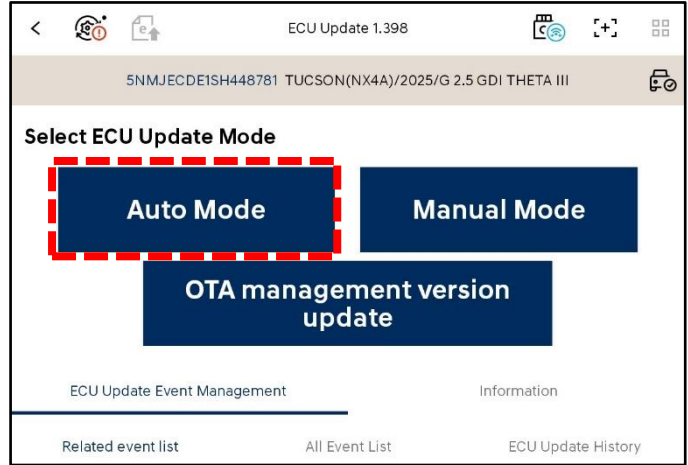 ECU Update 1.398
5NMJECDE1SH448781 TUCSON(NX4A)/2025/G 2.5 GDI THETA III
Select ECU Update Mode
Auto Mode
Manual Mode
OTA management version
update
ECU Update Event Management
Information
Related event list
All Event List
ECU Update History